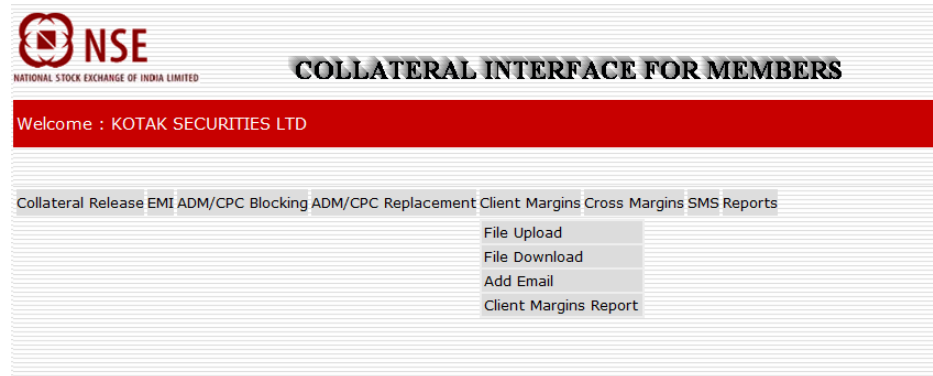 NSE
NATIONAL STOCK EXCHANGE OF INDIA LIMITED
COLLATERAL INTERFACE FOR MEMBERS
Welcome : KOTAK SECURITIES LTD
Collateral Release EMI ADM/CPC Blocking ADM/CPC Replacement Client Margins Cross Margins SMS Reports
File Upload
File Download
Add Email
Client Margins Report